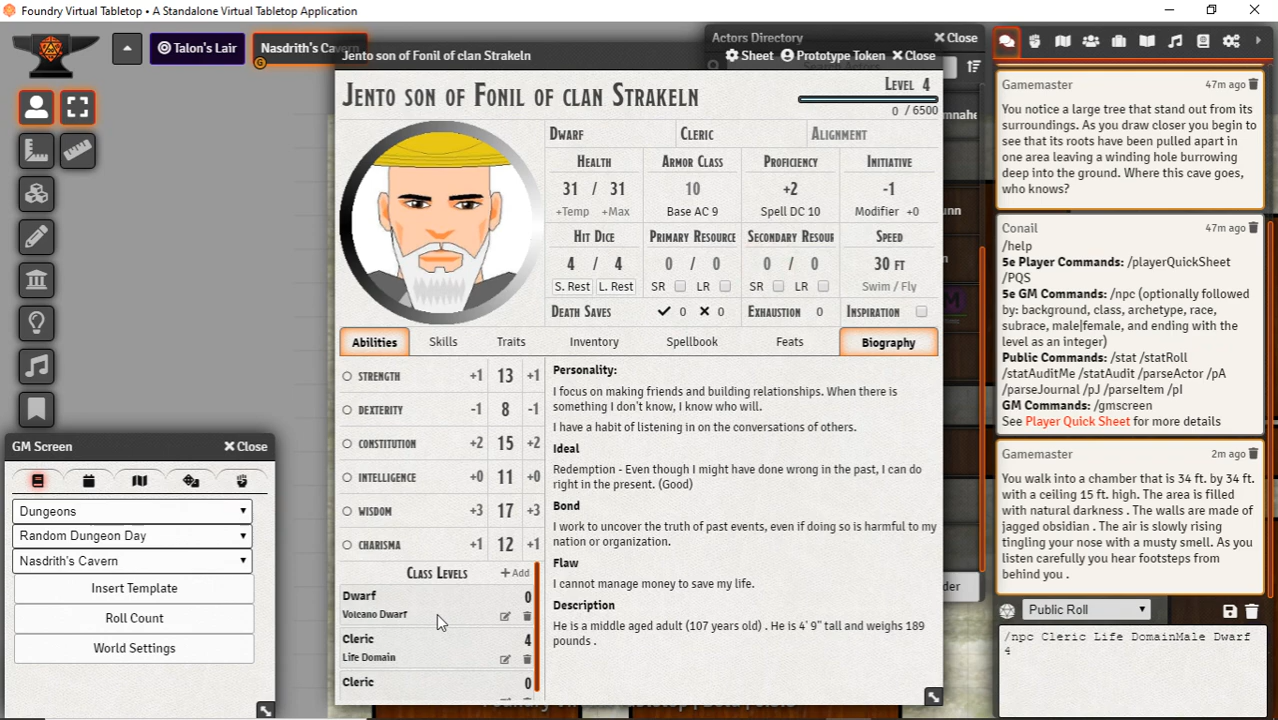 Foundry Virtual Tabletop • A Standalone Virtual Tabletop Application
Talon's Lair
Nasdrith's Ca
G
Actors Directory
Close
Jento son of Fonil of clan Strakeln
Sheet
Prototype Token
Close
Jento son of Fonil of clan Strakeln
Level 4
0 / 6500
Dwarf
Cleric
Alignment
Health
Armor Class
Proficiency
Initiative
31 / 31
10
+2
-1
+Temp +Max
Base AC 9
Spell DC 10
Modifier +0
Hit Dice
Primary Resource
Secondary Resour
Speed
4 / 4
0 / 0
0 / 0
30 ft
S. Rest L. Rest
SR LR
SR LR
Swim / Fly
Death Saves
0
0
Exhaustion 0
Inspiration
Abilities
Skills
Traits
Inventory
Spellbook
Feats
Biography
Strength +1 13 +1
Dexterity -1 8 -1
Constitution +2 15 +2
Intelligence +0 11 +0
Wisdom +3 17 +3
Charisma +1 12 +1
Class Levels
+ Add
Dwarf 0
Volcano Dwarf
Cleric 4
Life Domain
Cleric 0
Personality:
I focus on making friends and building relationships. When there is
something I don't know, I know who will.
I have a habit of listening in on the conversations of others.
Ideal
Redemption - Even though I might have done wrong in the past, I can do
right in the present. (Good)
Bond
I work to uncover the truth of past events, even if doing so is harmful to my
nation or organization.
Flaw
I cannot manage money to save my life.
Description
He is a middle aged adult (107 years old) . He is 4' 9" tall and weighs 189
pounds .
GM Screen
Close
Dungeons
Random Dungeon Day
Nasdrith's Cavern
Insert Template
Roll Count
World Settings
Gamemaster 47m ago
You notice a large tree that stand out from its
surroundings. As you draw closer you begin to
see that its roots have been pulled apart in
one area leaving a winding hole burrowing
deep into the ground. Where this cave goes,
who knows?
Conail 47m ago
/help
5e Player Commands: /playerQuickSheet
/PQS
5e GM Commands: /npc (optionally followed
by: background, class, archetype, race,
subrace, male|female, and ending with the
level as an integer)
Public Commands: /stat /statRoll
/statAuditMe /statAudit /parseActor /pA
/parseJournal /pJ /parseItem /pI
GM Commands: /gmscreen
See Player Quick Sheet for more details
Gamemaster 2m ago
You walk into a chamber that is 34 ft. by 34 ft.
with a ceiling 15 ft. high. The area is filled
with natural darkness . The walls are made of
jagged obsidian . The air is slowly rising
tingling your nose with a musty smell. As you
listen carefully you hear footsteps from
behind you .
Public Roll
/npc Cleric Life DomainMale Dwarf
4